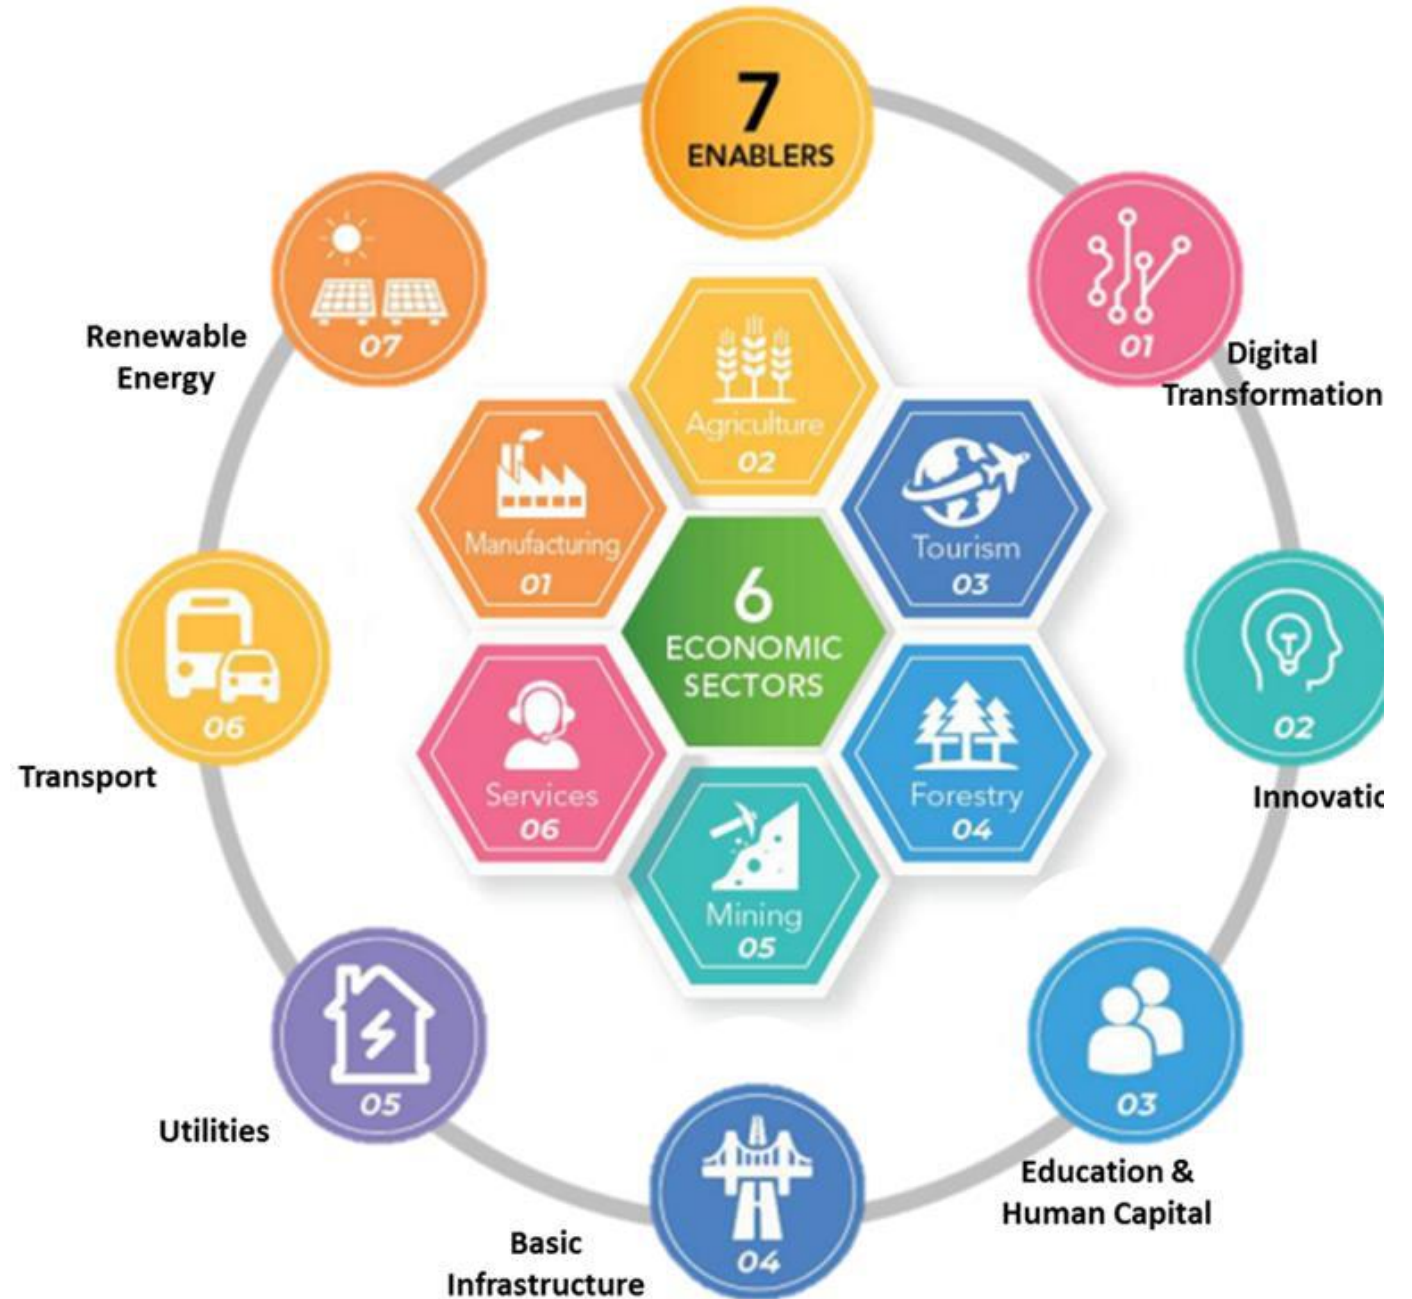 7
ENABLERS
01
Digital
Transformation
02
Innovatic
03
Education &
Human Capital
04
Basic
Infrastructure
05
Utilities
06
Transport
07
Renewable
Energy
6
ECONOMIC
SECTORS
Manufacturing
01
Agriculture
02
Tourism
03
Forestry
04
Mining
05
Services
06